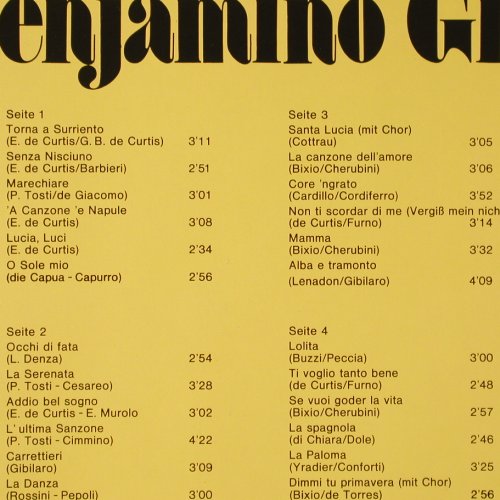 enjamino Gi
Seite 1
Torna a Surriento
(E. de Curtis/G. B. de Curtis) 3'11
Senza Nisciuno
(E. de Curtis/Barbieri) 2'51
Marechiare
(P. Tosti/de Giacomo) 3'01
'A Canzone 'e Napule
(E. de Curtis) 3'08
Lucia, Luci
(E. de Curtis) 2'34
O Sole mio
(die Capua - Capurro) 2'56
Seite 2
Occhi di fata
(L. Denza) 2'54
La Serenata
(P. Tosti - Cesareo) 3'28
Addio bel sogno
(E. de Curtis - E. Murolo 3'02
L'ultima Sanzone
(P. Tosti - Cimmino) 4'22
Carrettieri
(Gibilaro) 3'09
La Danza
(Rossini - Pepoli) 3'00
Seite 3
Santa Lucia (mit Chor)
(Cottrau) 3'05
La canzone dell'amore
(Bixio/Cherubini) 3'06
Core 'ngrato
(Cardillo/Cordiferro) 3'52
Non ti scordar di me (Vergiß mein nich
(de Curtis/Furno) 3'14
Mamma
(Bixio/Cherubini) 3'32
Alba e tramonto
(Lenadon/Gibilaro) 4'09
Seite 4
Lolita
(Buzzi/Peccia) 3'00
Ti voglio tanto bene
(de Curtis/Furno) 2'48
Se vuoi goder la vita
(Bixio/Cherubini) 2'57
La spagnola
(di Chiara/Dole) 2'46
La Paloma
(Yradier/Conforti) 3'25
Dimmi tu primavera (mit Chor)
(Bixio/de Torres) 2'56